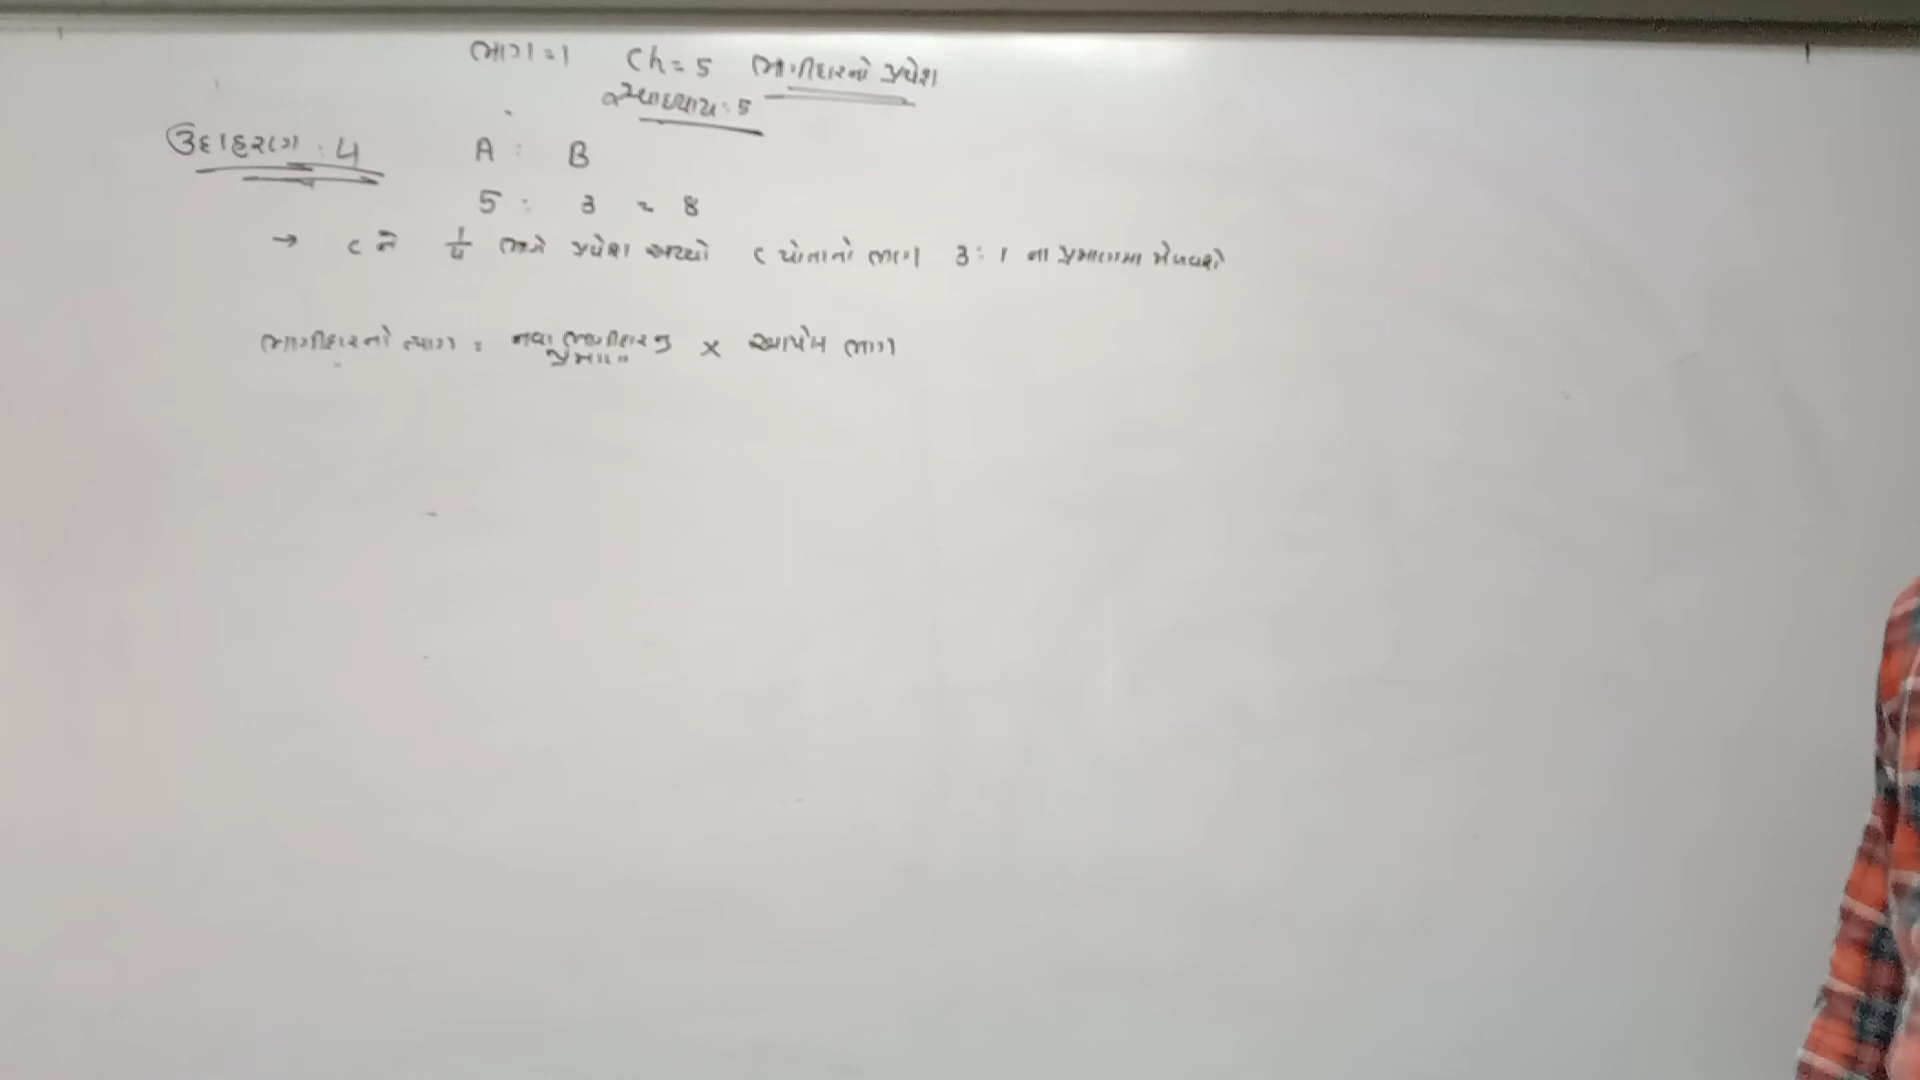 ભાગ = 1 Ch = 5 ભાગીદારનો પ્રવેશ
સ્વાધ્યાય : 5
ઉદાહરણ : 4 A : B
5 : 3 = 8
→ C ને 1/4 ભાગે પ્રવેશ આપ્યો C પોતાનો ભાગ 3 : 1 ના પ્રમાણમા મેળવશે
ભાગીદારનો ત્યાગ = નવા ભાગીદારનુ × આપેલ ભાગ
પ્રમાણ